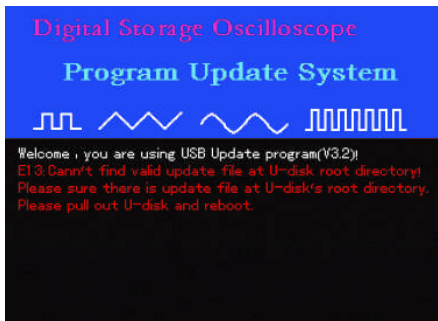 Digital Storage Oscilloscope
Program Update System
Welcome , you are using USB Update program(V3.2)!
E13:Cann't find valid update file at U-disk root directory!
Please sure there is update file at U-disk's root directory.
Please pull out U-disk and reboot.